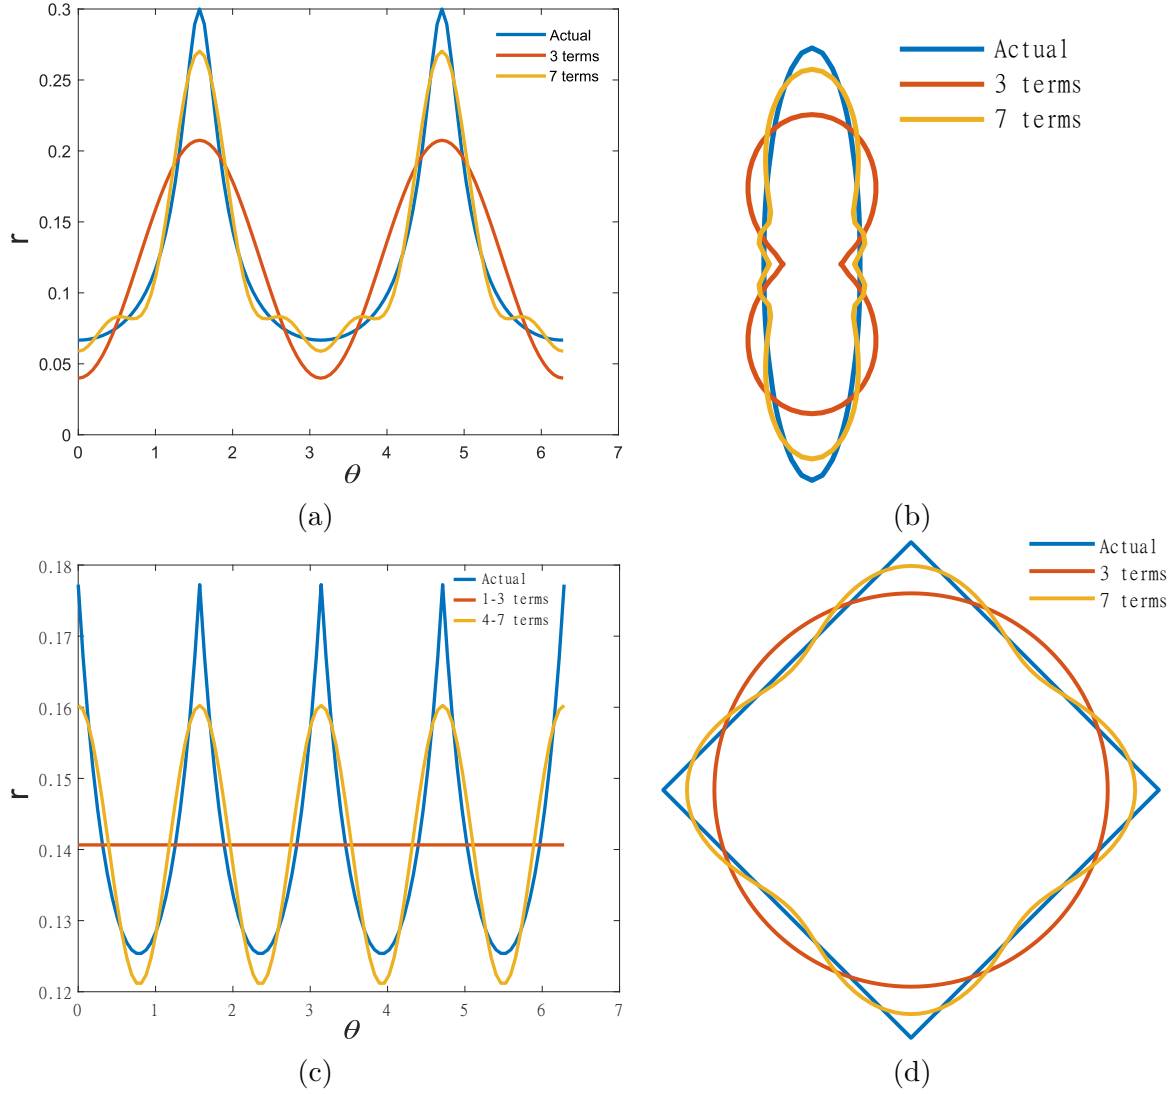 0.3
0.25
0.2
0.15
0.1
0.05
0
0 1 2 3 4 5 6 7
r
θ
Actual
3 terms
7 terms
(a)
Actual
3 terms
7 terms
(b)
0.18
0.17
0.16
0.15
0.14
0.13
0.12
0 1 2 3 4 5 6 7
r
θ
Actual
1-3 terms
4-7 terms
(c)
Actual
3 terms
7 terms
(d)